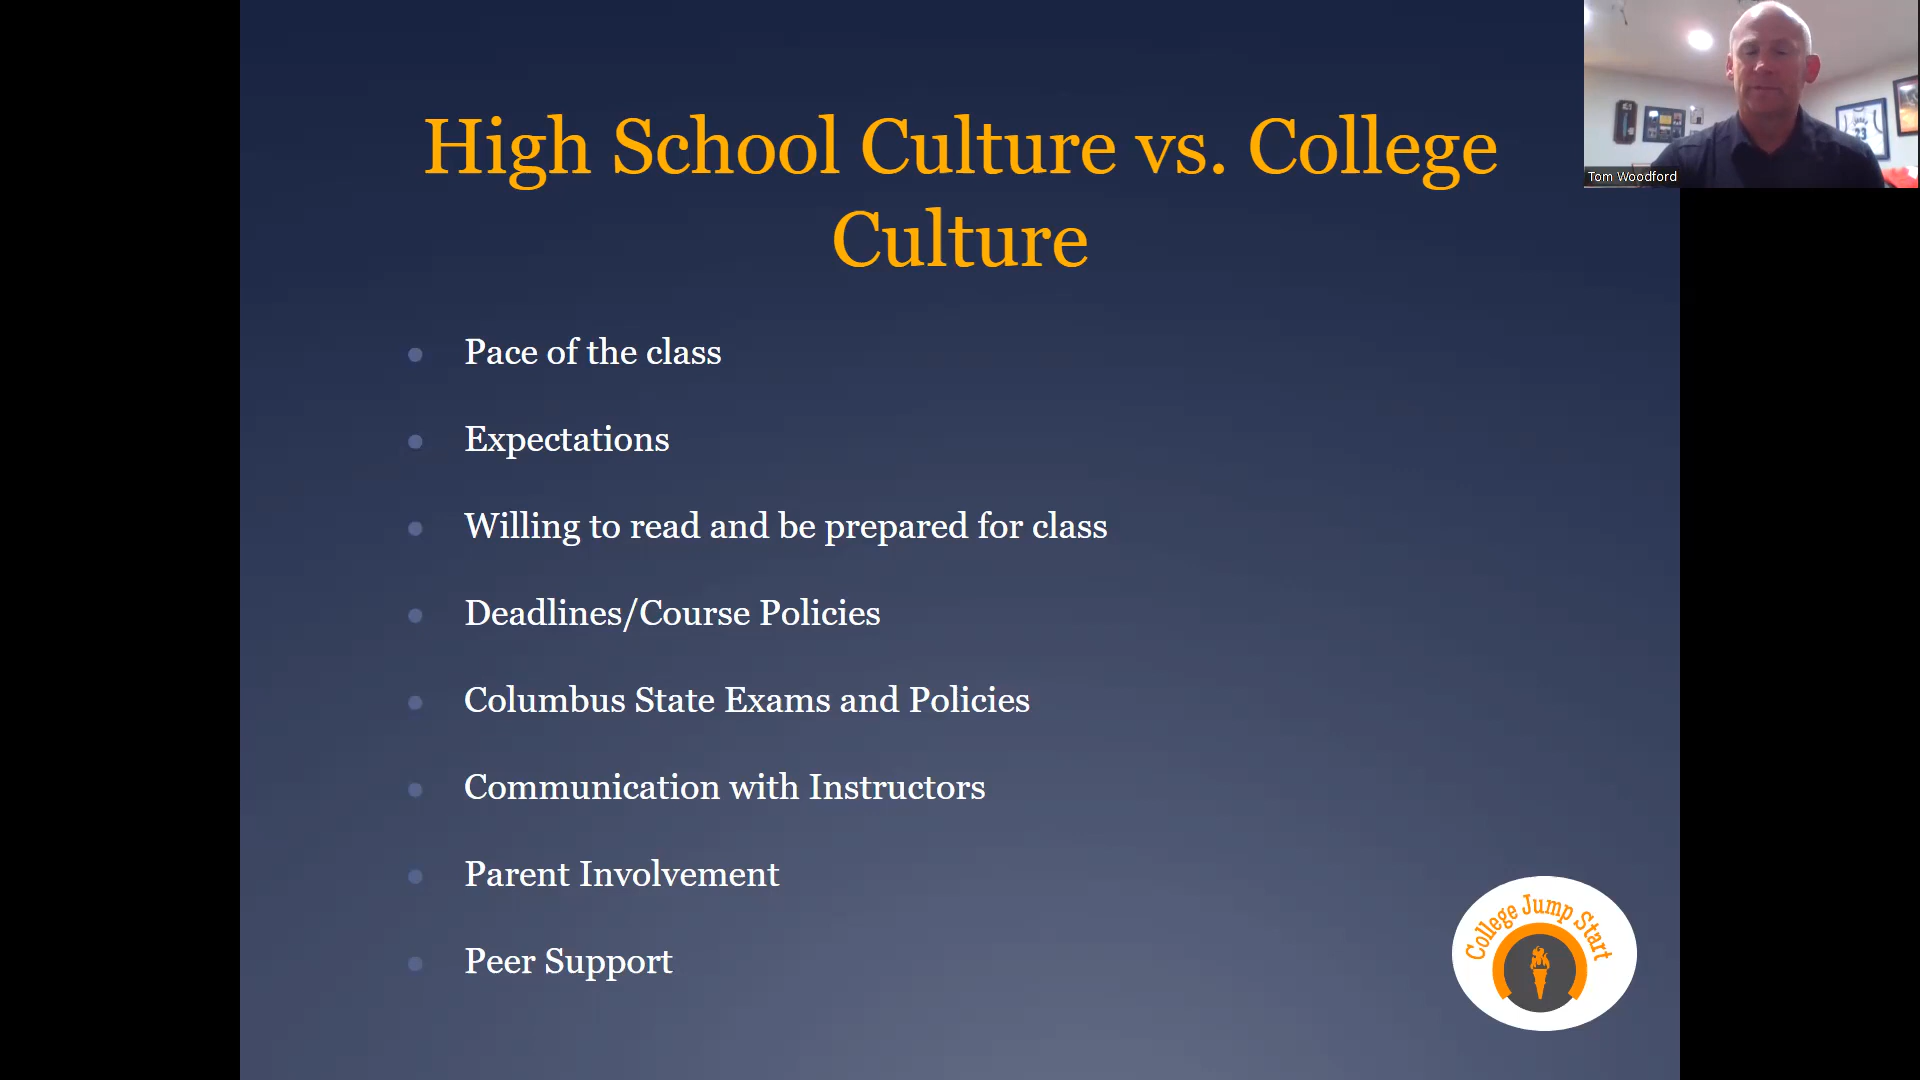 High School Culture vs. College
Culture
Pace of the class
Expectations
Willing to read and be prepared for class
Deadlines/Course Policies
Columbus State Exams and Policies
Communication with Instructors
Parent Involvement
Peer Support
College Jump Start
Tom Woodford
23